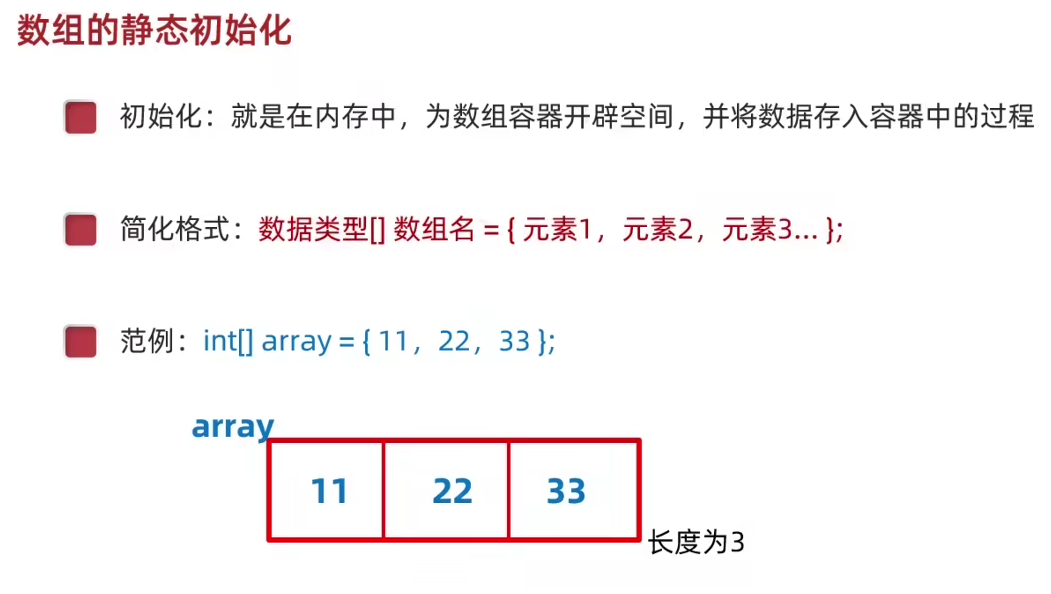 数组的静态初始化
初始化：就是在内存中，为数组容器开辟空间，并将数据存入容器中的过程
简化格式：数据类型[] 数组名 = { 元素1，元素2，元素3... };
范例：int[] array = { 11，22，33 };
array
11 22 33
长度为3